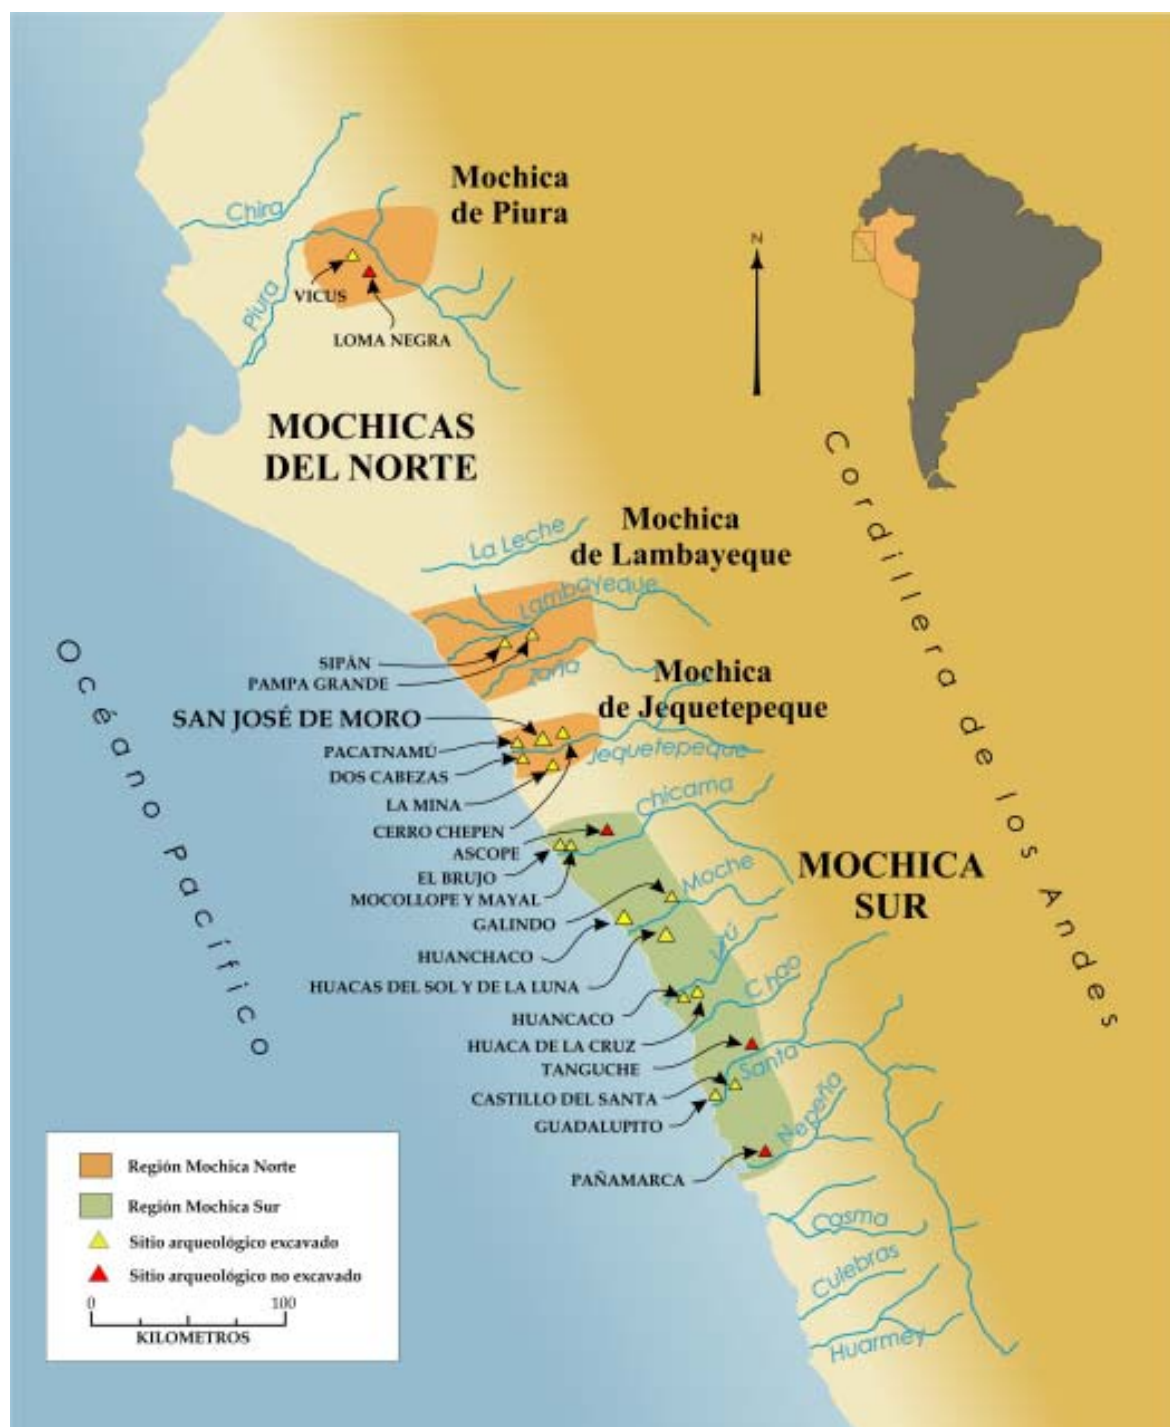 Mochica
de Piura
Chira
Piura
VICUS
LOMA NEGRA
N
MOCHICAS
DEL NORTE
Cordillera de los Andes
Mochica
de Lambayeque
La Leche
Lambayeque
SIPÁN
PAMPA GRANDE
Zaña
Océano Pacífico
Mochica
de Jequetepeque
SAN JOSÉ DE MORO
PACATNAMÚ
DOS CABEZAS
Jequetepeque
LA MINA
CERRO CHEPEN
Chicama
ASCOPE
EL BRUJO
MOCOLLOPE Y MAYAL
MOCHICA
SUR
Moche
GALINDO
HUANCHACO
Virú
HUACAS DEL SOL Y DE LA LUNA
Chao
HUANCACO
HUACA DE LA CRUZ
TANGUCHE
Santa
CASTILLO DEL SANTA
GUADALUPITO
Nepeña
PAÑAMARCA
Casma
Culebras
Huarmey
Región Mochica Norte
Región Mochica Sur
Sitio arqueológico excavado
Sitio arqueológico no excavado
0 100
KILOMETROS